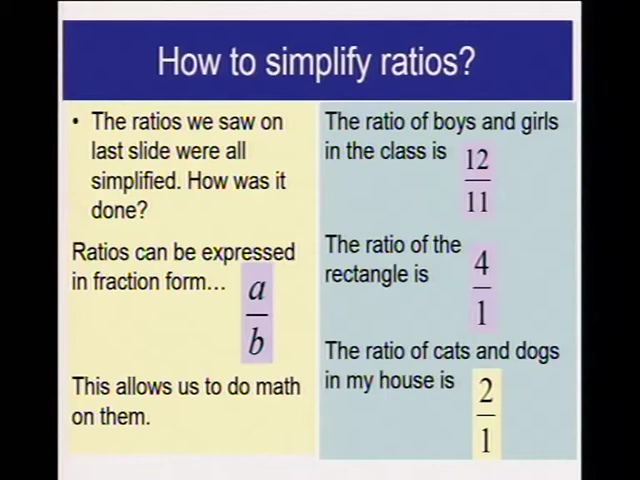 How to simplify ratios?
• The ratios we saw on
last slide were all
simplified. How was it
done?
Ratios can be expressed
in fraction form…
a
b
This allows us to do math
on them.
The ratio of boys and girls
in the class is
12
11
The ratio of the
rectangle is
4
1
The ratio of cats and dogs
in my house is
2
1